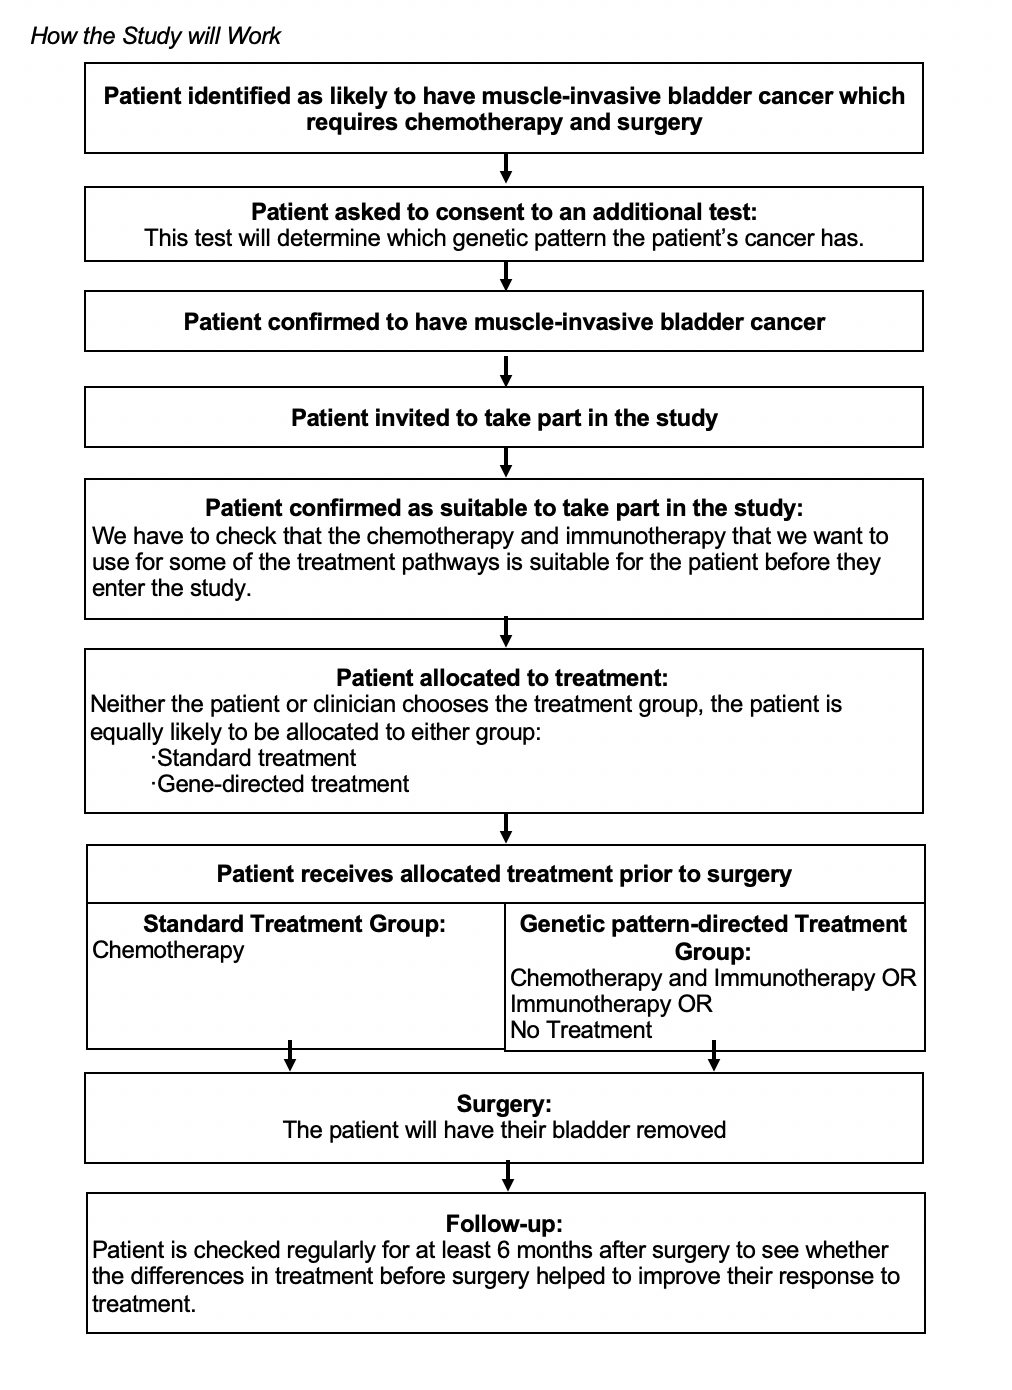 How the Study will Work
Patient identified as likely to have muscle-invasive bladder cancer which
requires chemotherapy and surgery
Patient asked to consent to an additional test:
This test will determine which genetic pattern the patient’s cancer has.
Patient confirmed to have muscle-invasive bladder cancer
Patient invited to take part in the study
Patient confirmed as suitable to take part in the study:
We have to check that the chemotherapy and immunotherapy that we want to
use for some of the treatment pathways is suitable for the patient before they
enter the study.
Patient allocated to treatment:
Neither the patient or clinician chooses the treatment group, the patient is
equally likely to be allocated to either group:
·Standard treatment
·Gene-directed treatment
Patient receives allocated treatment prior to surgery
Standard Treatment Group:
Chemotherapy
Genetic pattern-directed Treatment
Group:
Chemotherapy and Immunotherapy OR
Immunotherapy OR
No Treatment
Surgery:
The patient will have their bladder removed
Follow-up:
Patient is checked regularly for at least 6 months after surgery to see whether
the differences in treatment before surgery helped to improve their response to
treatment.